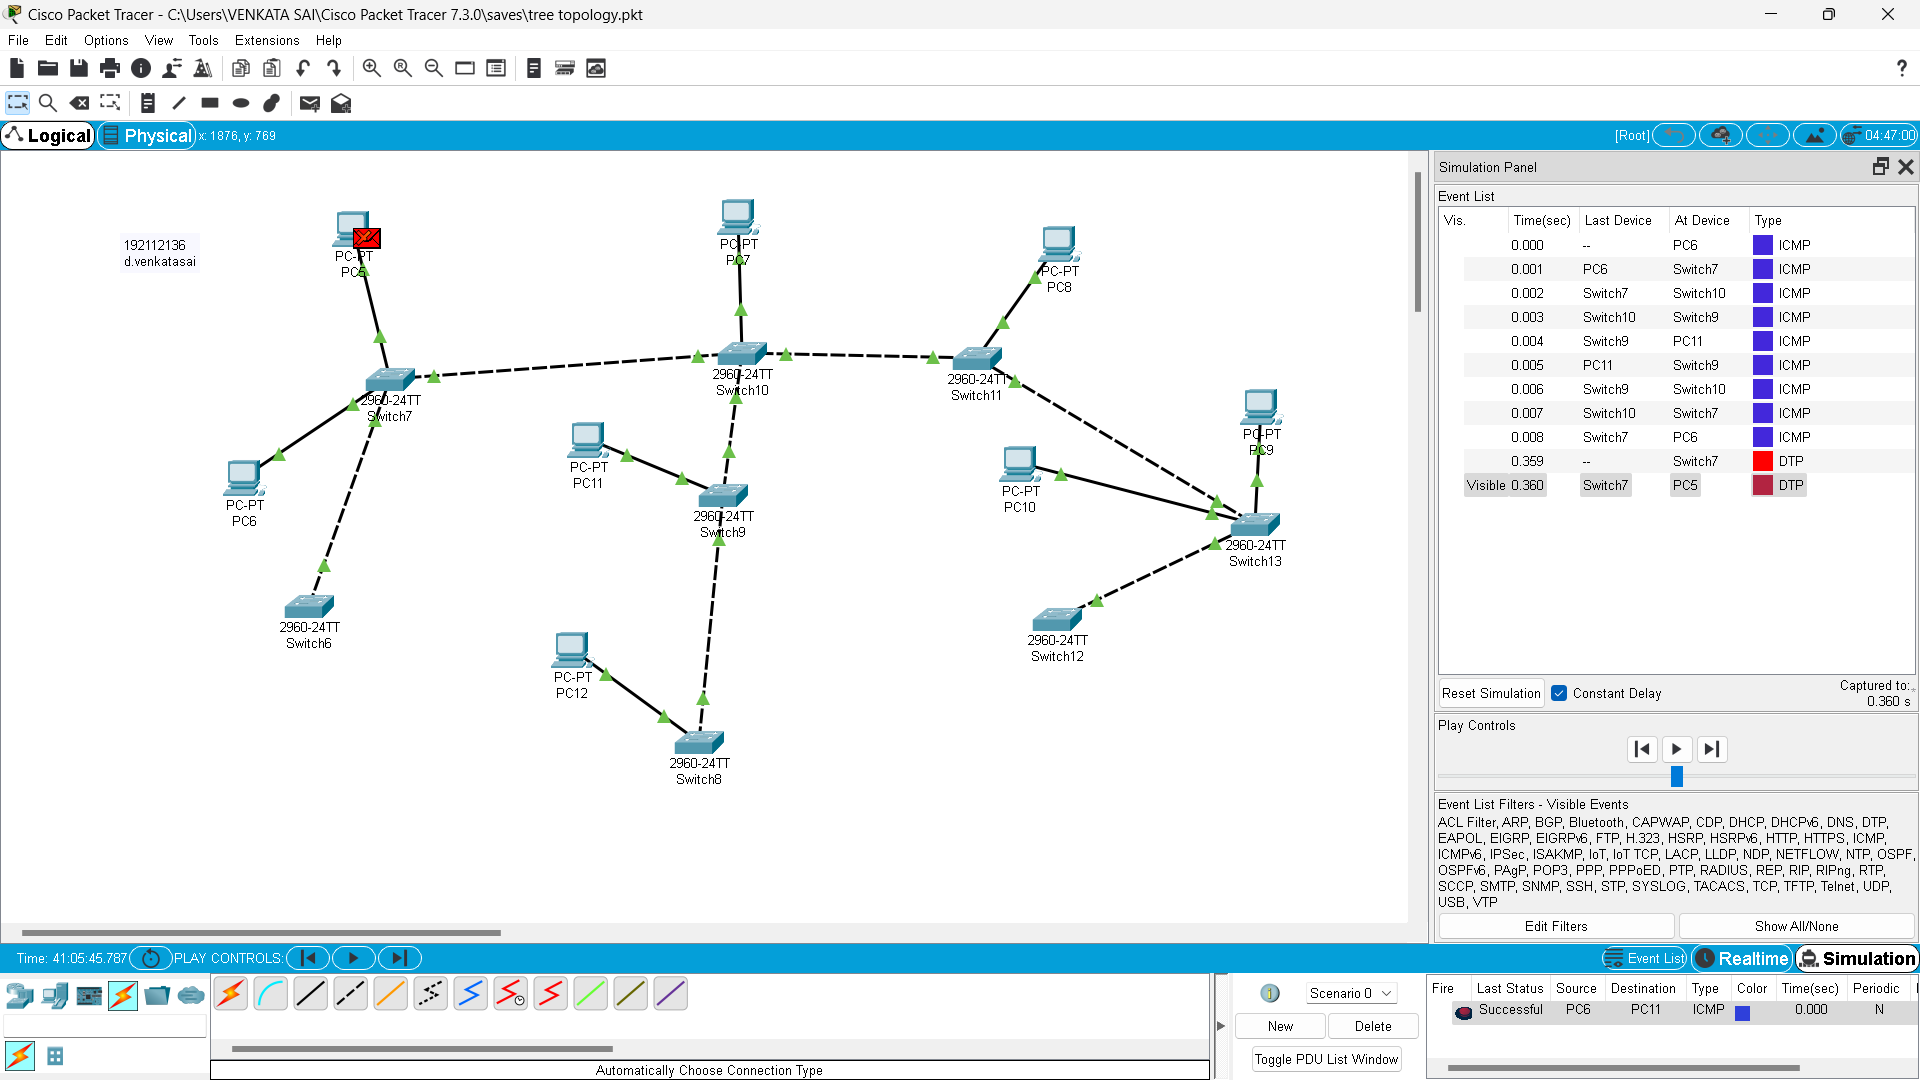 Cisco Packet Tracer - C:\Users\VENKATA SAI\Cisco Packet Tracer 7.3.0\saves\tree topology.pkt
File Edit Options View Tools Extensions Help
?
Logical Physical x: 1876, y: 769 [Root] 04:47:00
192112136
d.venkatasai
PC-PT
PC5
PC-PT
PC7
PC-PT
PC8
2960-24TT
Switch7
2960-24TT
Switch10
2960-24TT
Switch11
PC-PT
PC9
PC-PT
PC11
PC-PT
PC10
PC-PT
PC6
2960-24TT
Switch9
2960-24TT
Switch13
2960-24TT
Switch6
2960-24TT
Switch12
PC-PT
PC12
2960-24TT
Switch8
Simulation Panel
Event List
Vis. Time(sec) Last Device At Device Type
0.000 -- PC6 ICMP
0.001 PC6 Switch7 ICMP
0.002 Switch7 Switch10 ICMP
0.003 Switch10 Switch9 ICMP
0.004 Switch9 PC11 ICMP
0.005 PC11 Switch9 ICMP
0.006 Switch9 Switch10 ICMP
0.007 Switch10 Switch7 ICMP
0.008 Switch7 PC6 ICMP
0.359 -- Switch7 DTP
Visible 0.360 Switch7 PC5 DTP
Reset Simulation Constant Delay Captured to:
0.360 s
Play Controls
Event List Filters - Visible Events
ACL Filter, ARP, BGP, Bluetooth, CAPWAP, CDP, DHCP, DHCPv6, DNS, DTP,
EAPOL, EIGRP, EIGRPv6, FTP, H.323, HSRP, HSRPv6, HTTP, HTTPS, ICMP,
ICMPv6, IPSec, ISAKMP, IoT, IoT TCP, LACP, LLDP, NDP, NETFLOW, NTP, OSPF,
OSPFv6, PAgP, POP3, PPP, PPPoED, PTP, RADIUS, REP, RIP, RIPng, RTP,
SCCP, SMTP, SNMP, SSH, STP, SYSLOG, TACACS, TCP, TFTP, Telnet, UDP,
USB, VTP
Edit Filters Show All/None
Time: 41:05:45.787 PLAY CONTROLS: Event List Realtime Simulation
Scenario 0
New Delete
Toggle PDU List Window
Automatically Choose Connection Type
Fire Last Status Source Destination Type Color Time(sec) Periodic
Successful PC6 PC11 ICMP 0.000 N